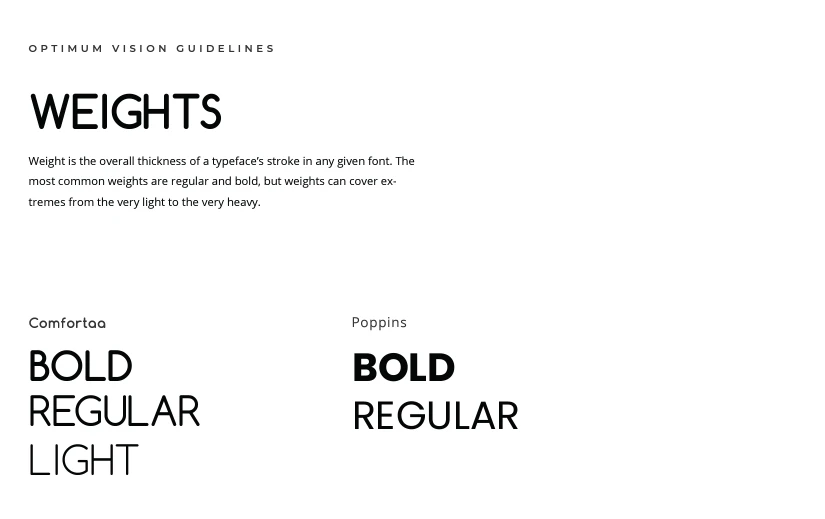 OPTIMUM VISION GUIDELINES
WEIGHTS
Weight is the overall thickness of a typeface’s stroke in any given font. The
most common weights are regular and bold, but weights can cover ex-
tremes from the very light to the very heavy.
Comfortaa
BOLD
REGULAR
LIGHT
Poppins
BOLD
REGULAR